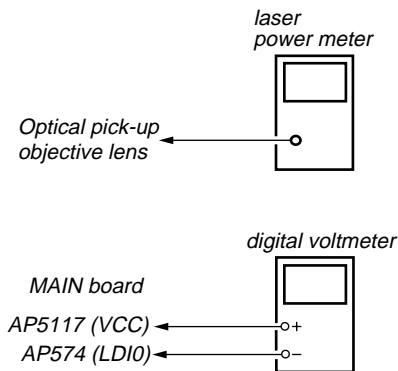 laser
power meter
Optical pick-up
objective lens
digital voltmeter
MAIN board
AP5117 (VCC)
+
AP574 (LDI0)
–